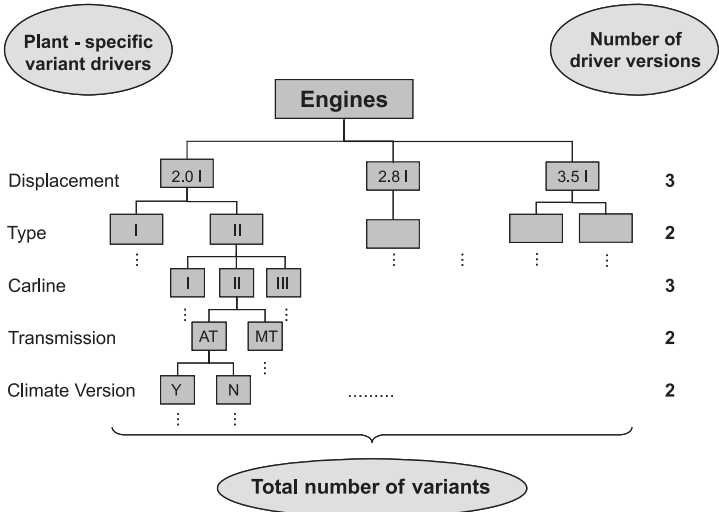 Plant - specific
variant drivers
Number of
driver versions
Engines
Displacement 2.0 l 2.8 l 3.5 l 3
Type I II 2
Carline I II III 3
Transmission AT MT 2
Climate Version Y N ......... 2
Total number of variants